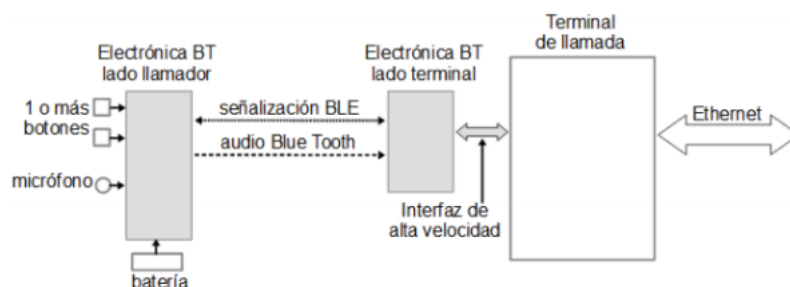 Terminal
de llamada
Electrónica BT
lado llamador
Electrónica BT
lado terminal
1 o más
botones
señalización BLE
audio Blue Tooth
Ethernet
micrófono
Interfaz de
alta velocidad
batería